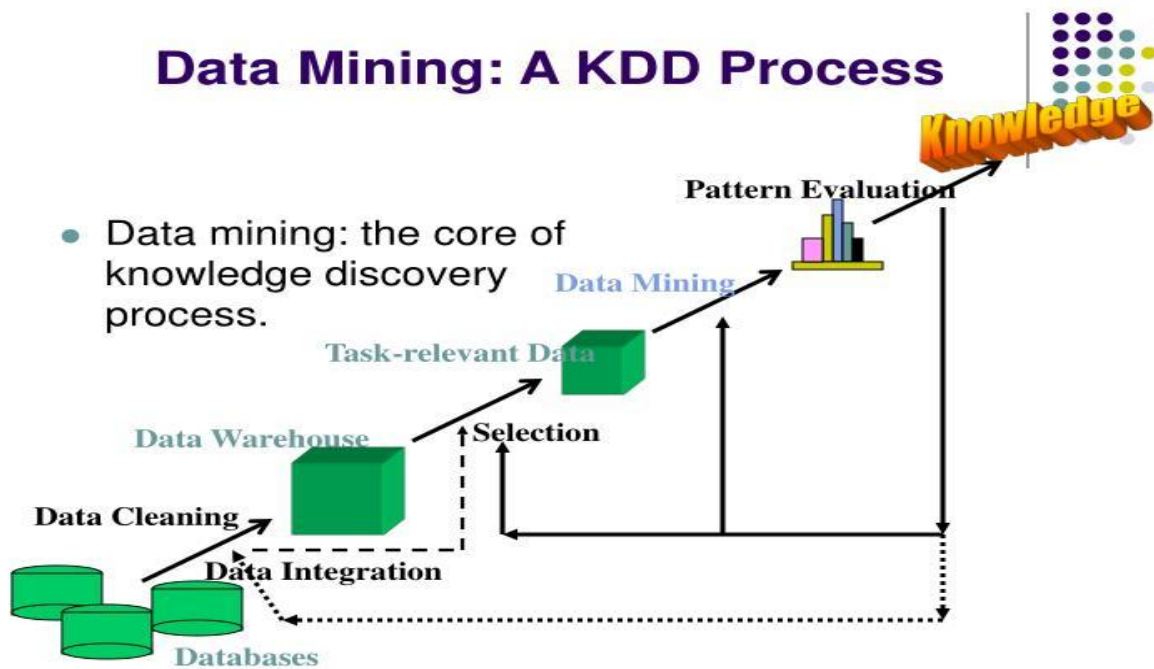 Data Mining: A KDD Process
Knowledge
Pattern Evaluation
Data mining: the core of
knowledge discovery
process.
Data Mining
Task-relevant Data
Data Warehouse
Selection
Data Cleaning
Data Integration
Databases